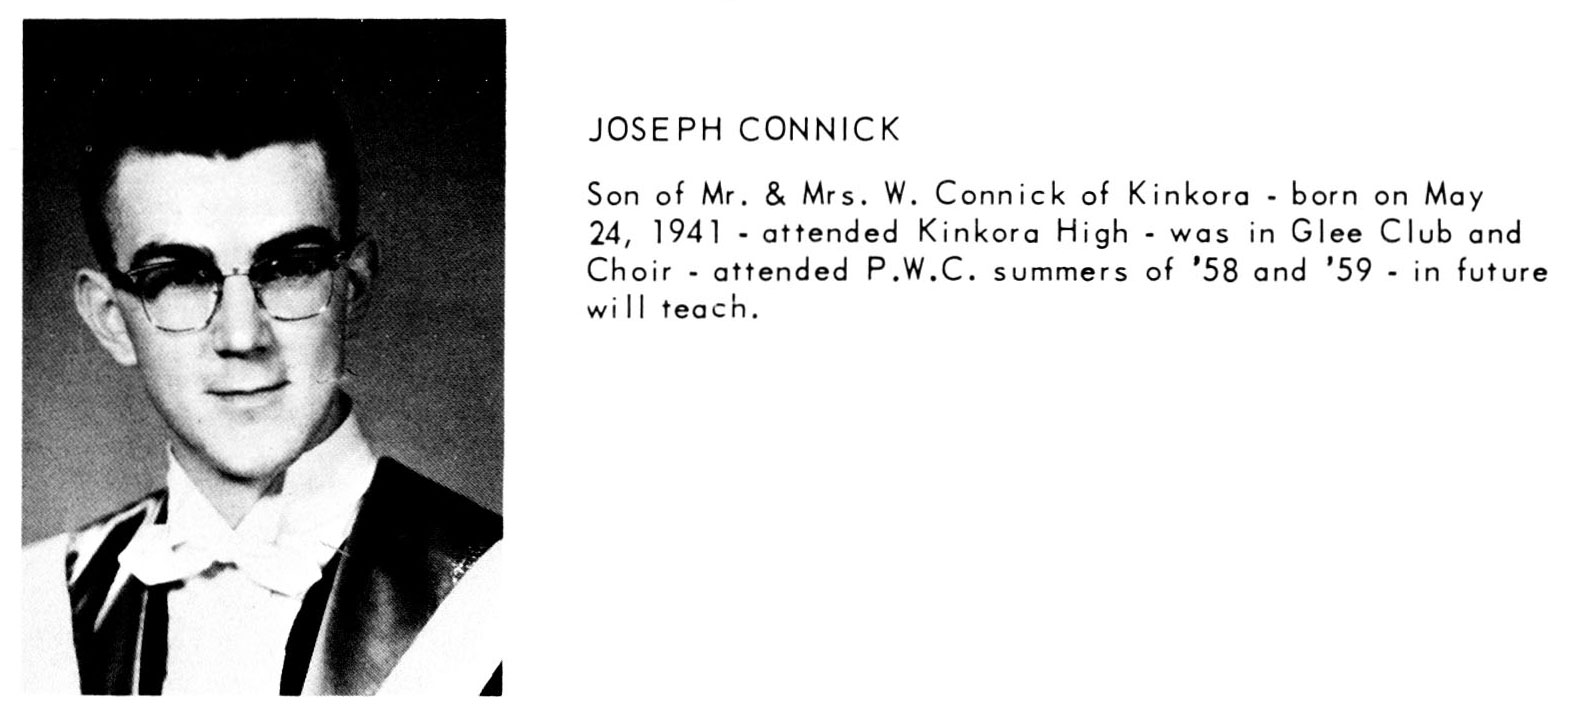 JOSEPH CONNICK
Son of Mr. & Mrs. W. Connick of Kinkora - born on May
24, 1941 - attended Kinkora High - was in Glee Club and
Choir - attended P.W.C. summers of '58 and '59 - in future
will teach.